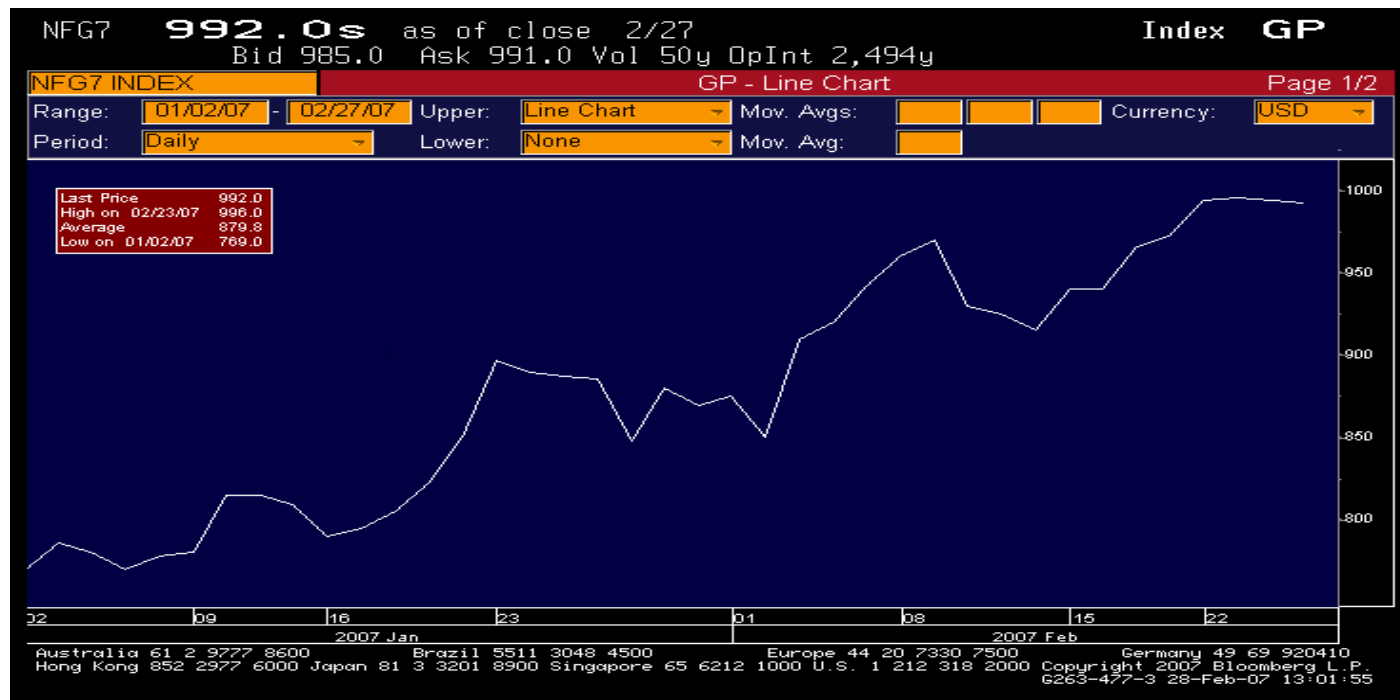 NFG7 992.0s as of close 2/27 Index GP
Bid 985.0 Ask 991.0 Vol 50y OpInt 2,494y
NFG7 INDEX GP - Line Chart Page 1/2
Range: 01/02/07 - 02/27/07 Upper: Line Chart Mov. Avgs: Currency: USD
Period: Daily Lower: None Mov. Avg:
Last Price 992.0
High on 02/23/07 996.0
Average 879.8
Low on 01/02/07 769.0
1000
950
900
850
800
02 09 16 23 01 08 15 22
2007 Jan 2007 Feb
Australia 61 2 9777 8600 Brazil 5511 3048 4500 Europe 44 20 7330 7500 Germany 49 69 920410
Hong Kong 852 2977 6000 Japan 81 3 3201 8900 Singapore 65 6212 1000 U.S. 1 212 318 2000 Copyright 2007 Bloomberg L.P.
G263-477-3 28-Feb-07 13:01:55